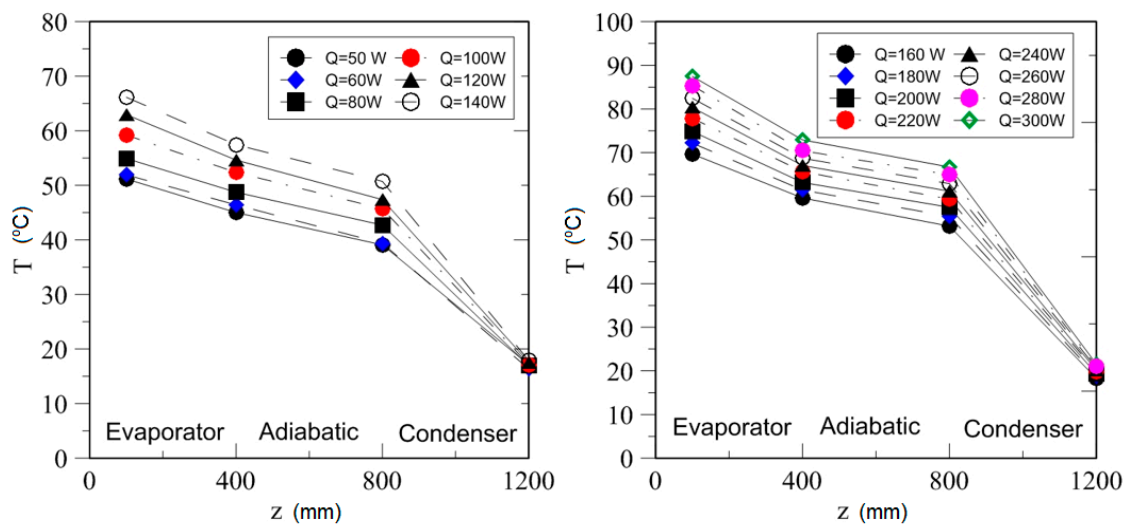 80
70
60
50
40
30
20
10
0
T (ºC)
Q=50 W
Q=100W
Q=60W
Q=120W
Q=80W
Q=140W
Evaporator
Adiabatic
Condenser
0
400
800
1200
z (mm)
100
90
80
70
60
50
40
30
20
10
0
T (ºC)
Q=160 W
Q=240W
Q=180W
Q=260W
Q=200W
Q=280W
Q=220W
Q=300W
Evaporator
Adiabatic
Condenser
0
400
800
1200
z (mm)